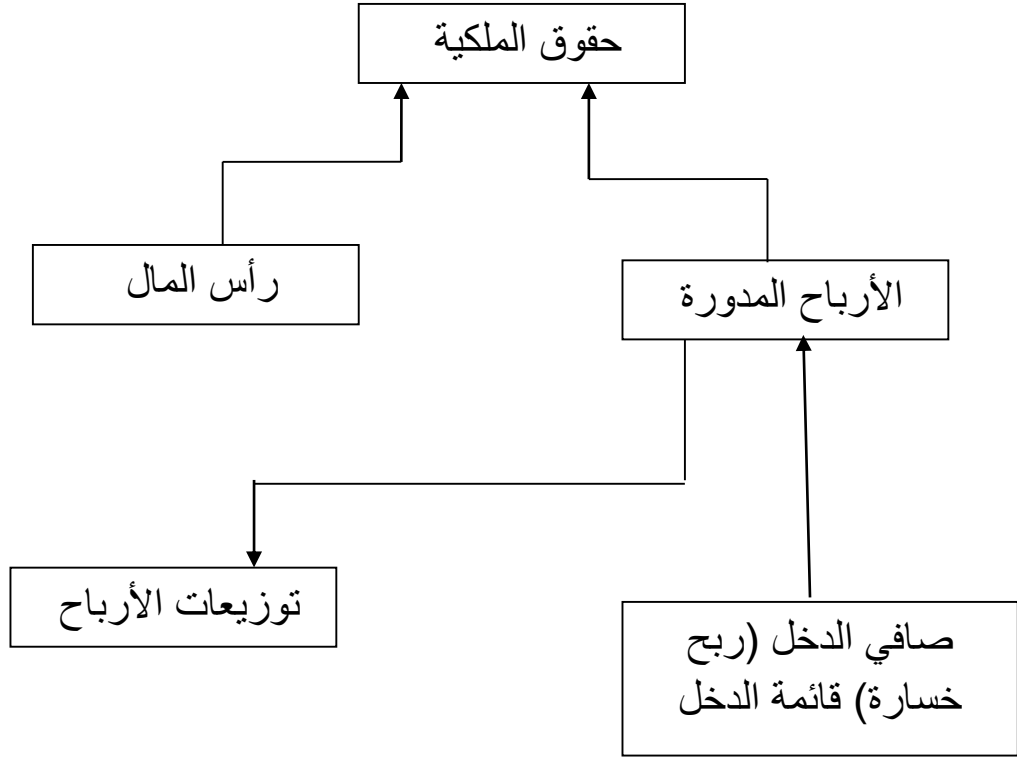 حقوق الملكية
رأس المال
الأرباح المدورة
توزيعات الأرباح
صافي الدخل (ربح
خسارة) قائمة الدخل